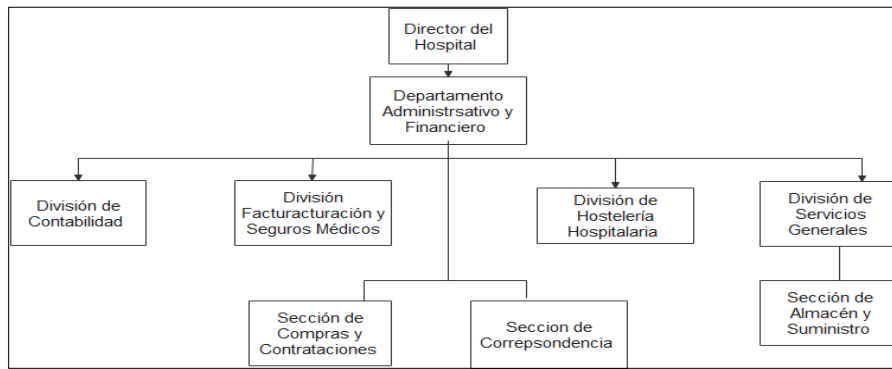 Director del
Hospital
Departamento
Administrsativo y
Financiero
División de
Contabilidad
División
Facturacturación y
Seguros Médicos
División de
Hostelería
Hospitalaria
División de
Servicios
Generales
Sección de
Compras y
Contrataciones
Seccion de
Correpsondencia
Sección de
Almacén y
Suministro